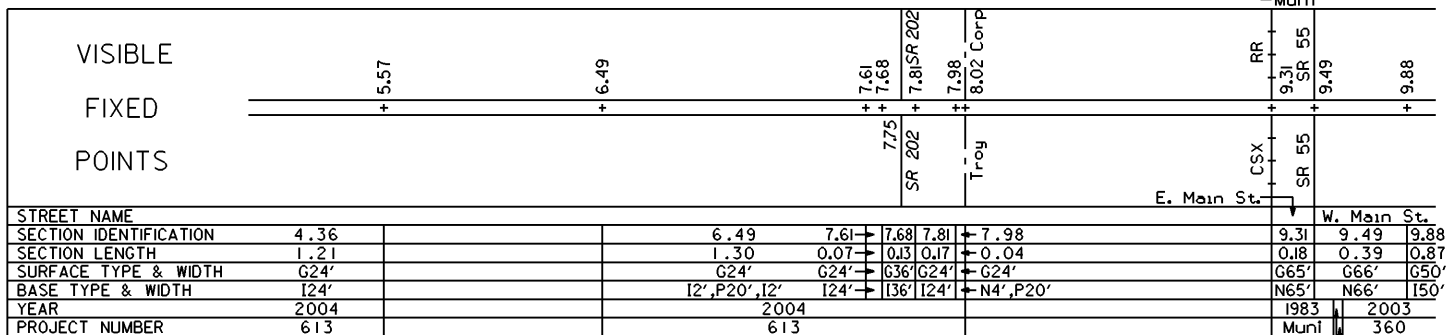 Muni
VISIBLE
FIXED
POINTS
5.57
6.49
7.61
7.68
SR 202
7.81
7.98
8.02 Corp
RR
9.31
SR 55
9.49
9.88
7.75
SR 202
Troy
CSX
SR 55
E. Main St.
STREET NAME W. Main St.
SECTION IDENTIFICATION 4.36 6.49 7.61 7.68 7.81 7.98 9.31 9.49 9.88
SECTION LENGTH 1.21 1.30 0.07 0.13 0.17 0.04 0.18 0.39 0.87
SURFACE TYPE & WIDTH G24' G24' G24' G36' G24' G24' G65' G66' G50'
BASE TYPE & WIDTH I24' I2',P20',I2' I24' I36' I24' N4',P20' N65' N66' I50'
YEAR 2004 2004 1983 2003
PROJECT NUMBER 613 613 Muni 360